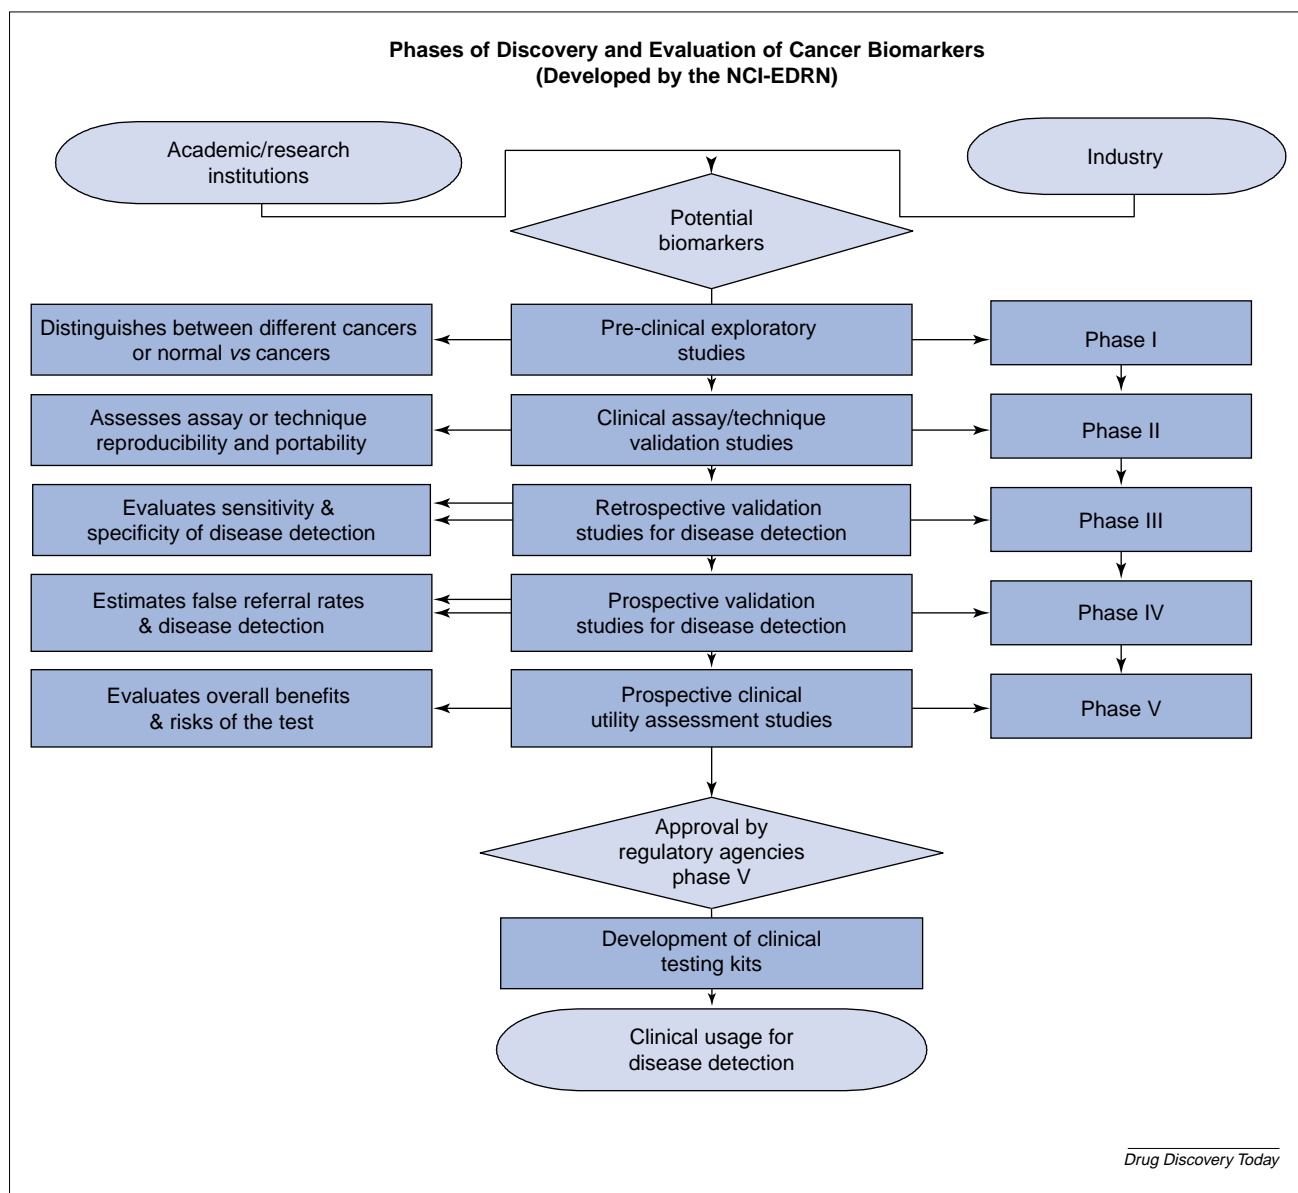 Phases of Discovery and Evaluation of Cancer Biomarkers
(Developed by the NCI-EDRN)
Academic/research
institutions
Industry
Potential
biomarkers
Distinguishes between different cancers
or normal vs cancers
Pre-clinical exploratory
studies
Phase I
Assesses assay or technique
reproducibility and portability
Clinical assay/technique
validation studies
Phase II
Evaluates sensitivity &
specificity of disease detection
Retrospective validation
studies for disease detection
Phase III
Estimates false referral rates
& disease detection
Prospective validation
studies for disease detection
Phase IV
Evaluates overall benefits
& risks of the test
Prospective clinical
utility assessment studies
Phase V
Approval by
regulatory agencies
phase V
Development of clinical
testing kits
Clinical usage for
disease detection
Drug Discovery Today